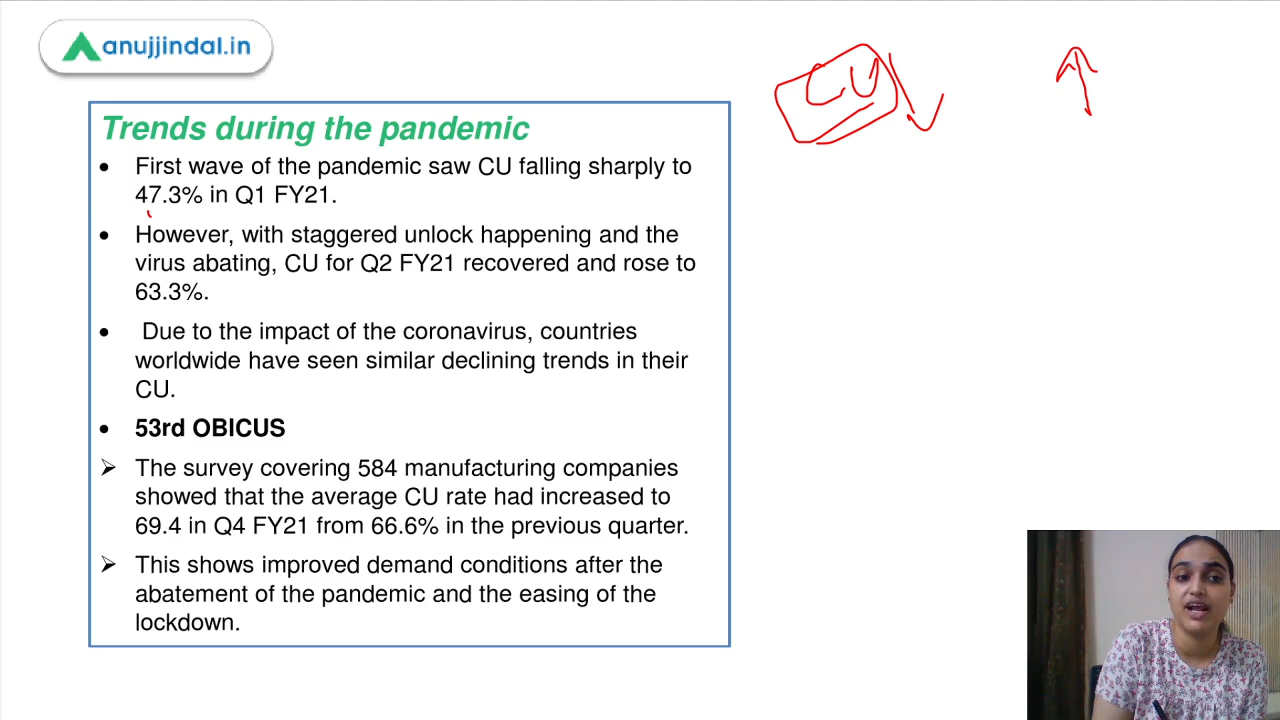 anujjindal.in
CU
Trends during the pandemic
• First wave of the pandemic saw CU falling sharply to
47.3% in Q1 FY21.
• However, with staggered unlock happening and the
virus abating, CU for Q2 FY21 recovered and rose to
63.3%.
• Due to the impact of the coronavirus, countries
worldwide have seen similar declining trends in their
CU.
• 53rd OBICUS
➢ The survey covering 584 manufacturing companies
showed that the average CU rate had increased to
69.4 in Q4 FY21 from 66.6% in the previous quarter.
➢ This shows improved demand conditions after the
abatement of the pandemic and the easing of the
lockdown.